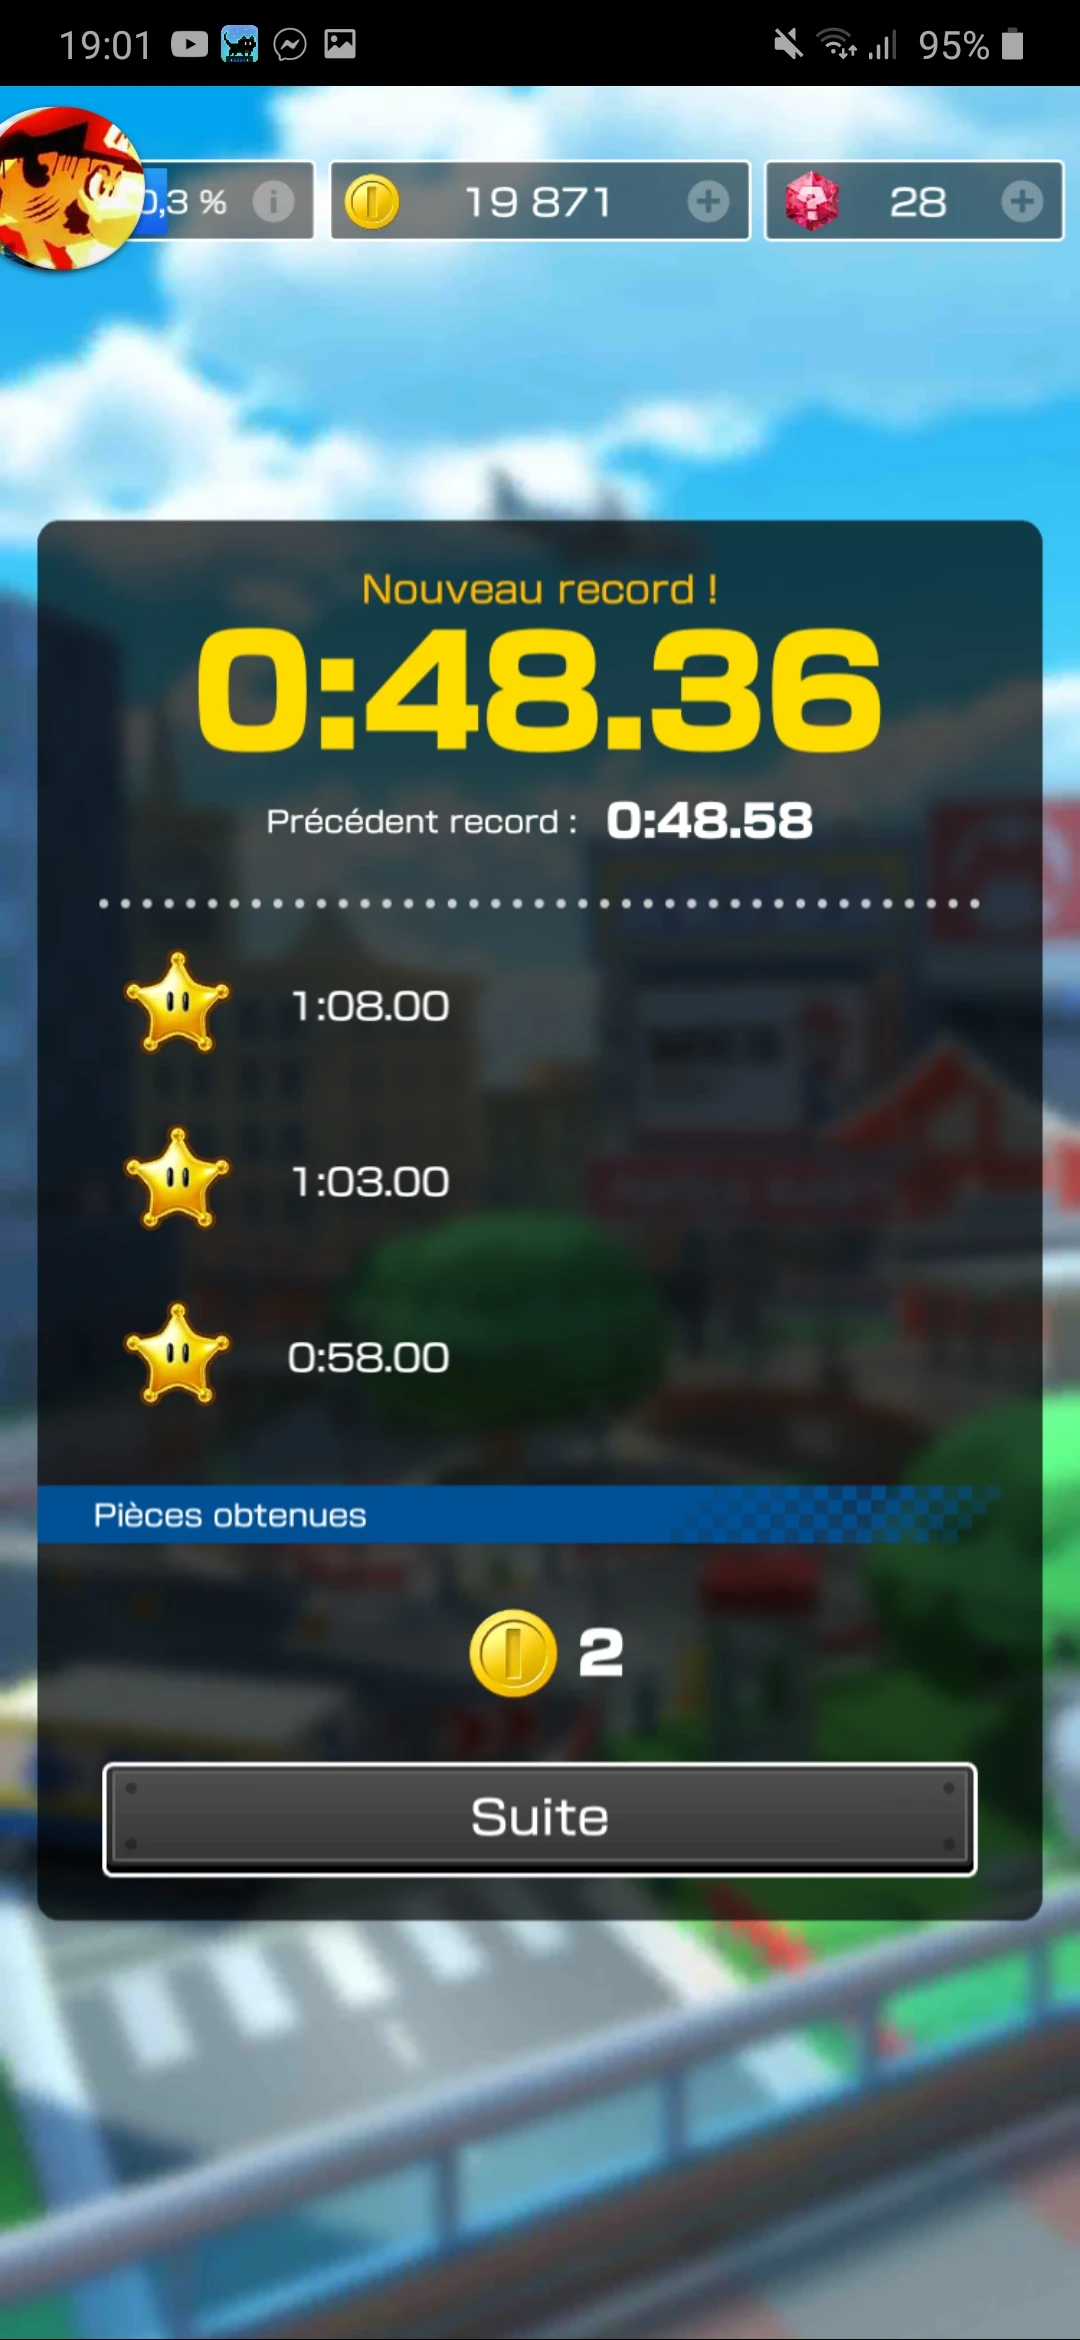 19:01 95%
0,3 % 19 871 28
Nouveau record !
0:48.36
Précédent record : 0:48.58
1:08.00
1:03.00
0:58.00
Pièces obtenues
2
Suite